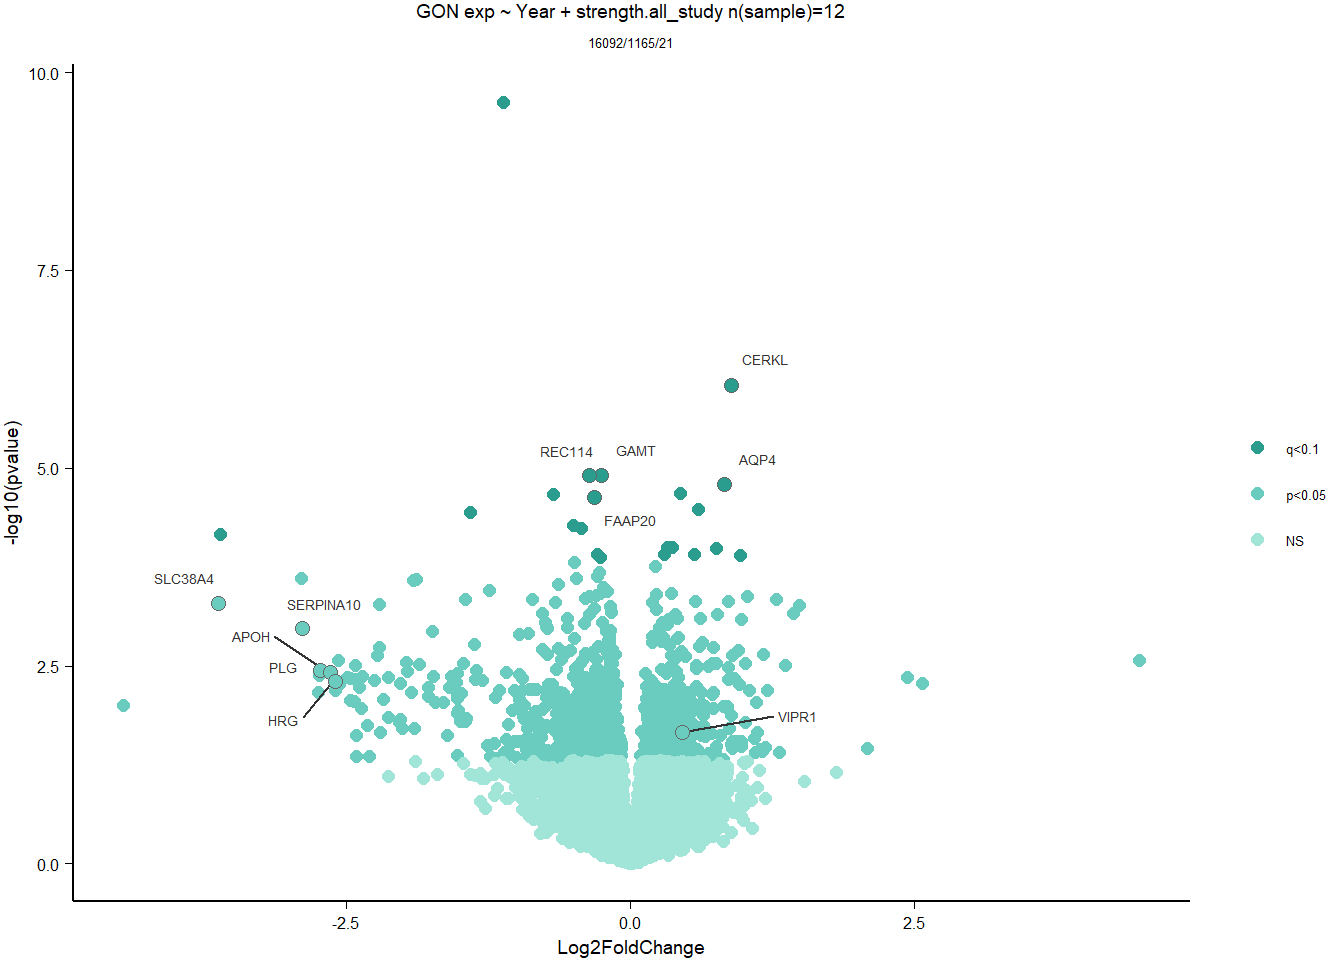 GON exp ~ Year + strength.all_study n(sample)=12
16092/1165/21
10.0
7.5
5.0
2.5
0.0
-log10(pvalue)
CERKL
REC114
GAMT
AQP4
FAAP20
SLC38A4
SERPINA10
APOH
PLG
HRG
VIPR1
q<0.1
p<0.05
NS
-2.5
0.0
2.5
Log2FoldChange